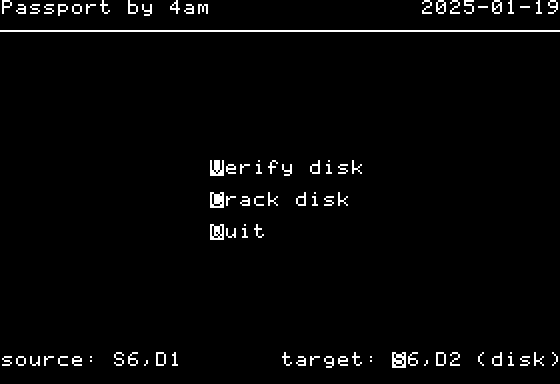 Passport by 4am 2025-01-19
Verify disk
Crack disk
Quit
source: S6,D1 target: S6,D2 (disk)